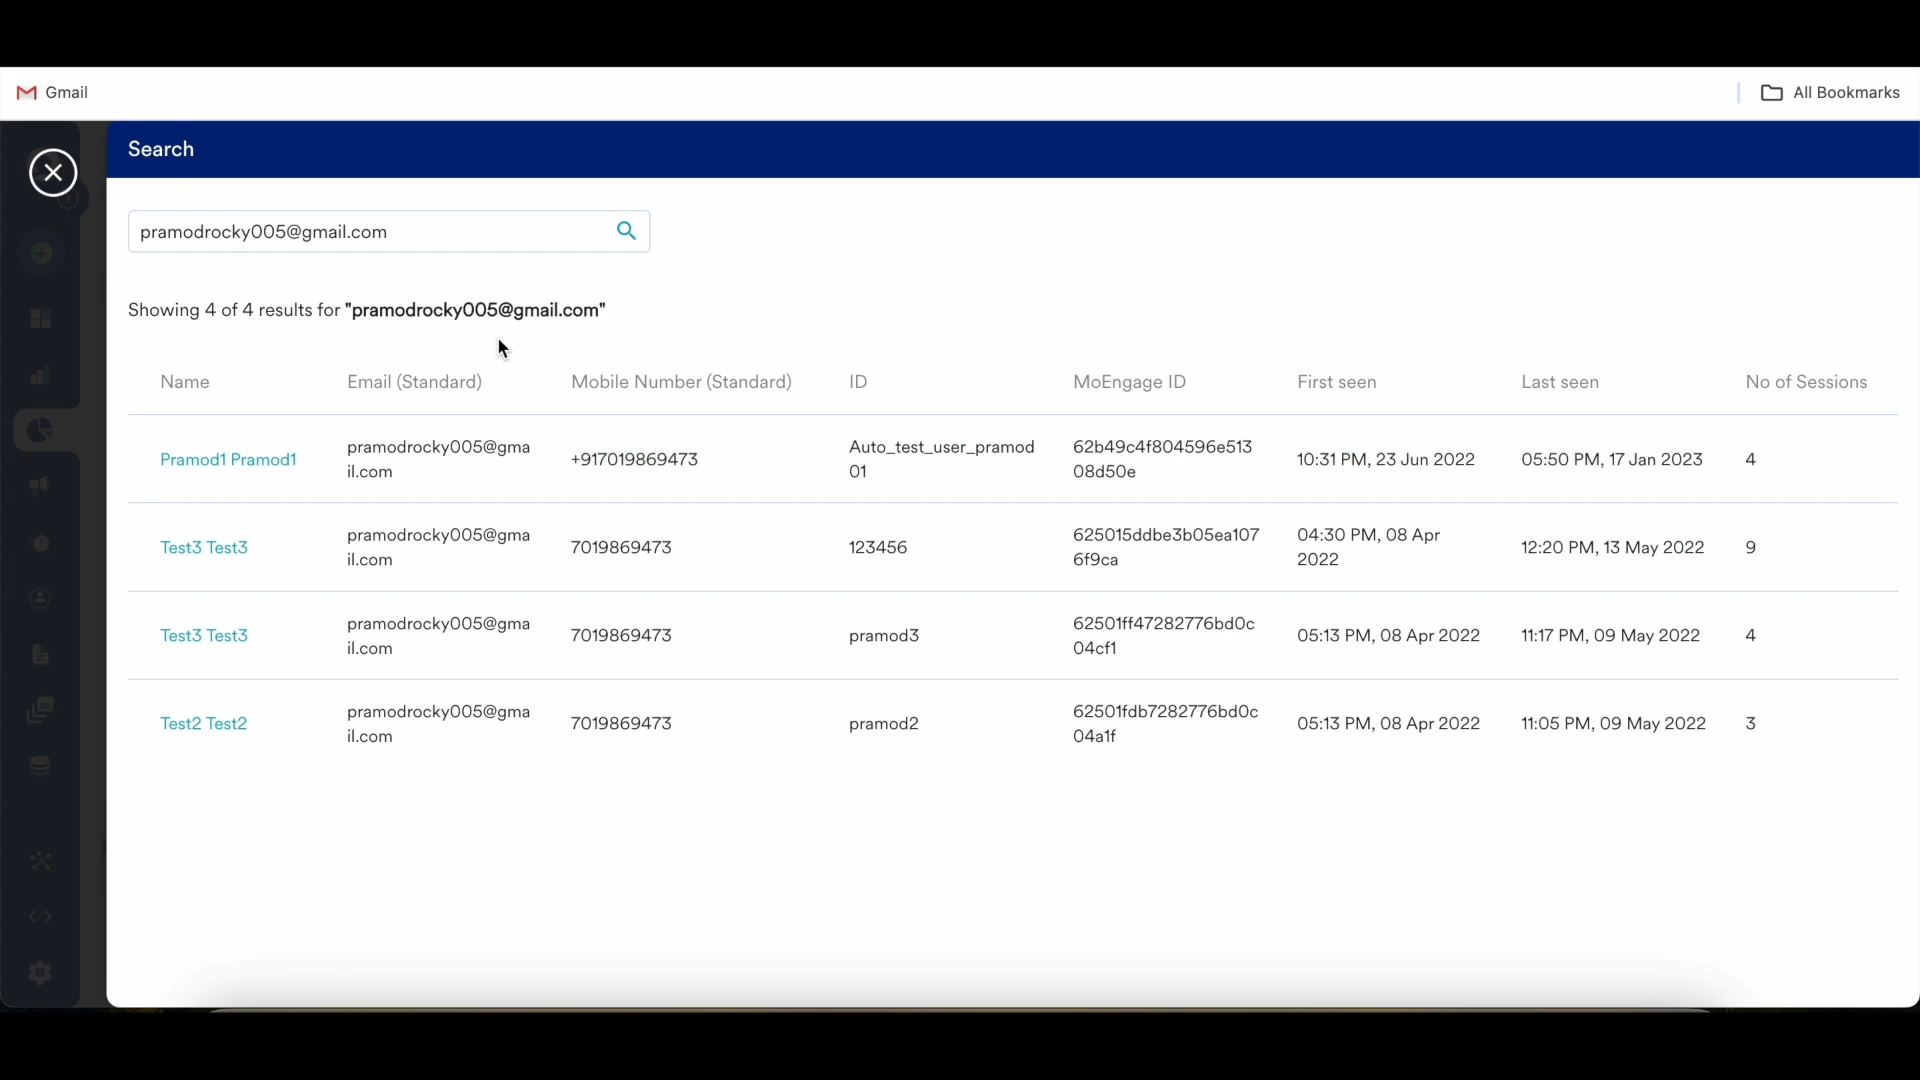 Gmail
All Bookmarks
Search
pramodrocky005@gmail.com
Showing 4 of 4 results for "pramodrocky005@gmail.com"
Name Email (Standard) Mobile Number (Standard) ID MoEngage ID First seen Last seen No of Sessions
Pramod1 Pramod1
pramodrocky005@gma
il.com
+917019869473
Auto_test_user_pramod
01
62b49c4f804596e513
08d50e
10:31 PM, 23 Jun 2022
05:50 PM, 17 Jan 2023
4
Test3 Test3
pramodrocky005@gma
il.com
7019869473
123456
625015ddbe3b05ea107
6f9ca
04:30 PM, 08 Apr
2022
12:20 PM, 13 May 2022
9
Test3 Test3
pramodrocky005@gma
il.com
7019869473
pramod3
62501ff47282776bd0c
04cf1
05:13 PM, 08 Apr 2022
11:17 PM, 09 May 2022
4
Test2 Test2
pramodrocky005@gma
il.com
7019869473
pramod2
62501fdb7282776bd0c
04a1f
05:13 PM, 08 Apr 2022
11:05 PM, 09 May 2022
3